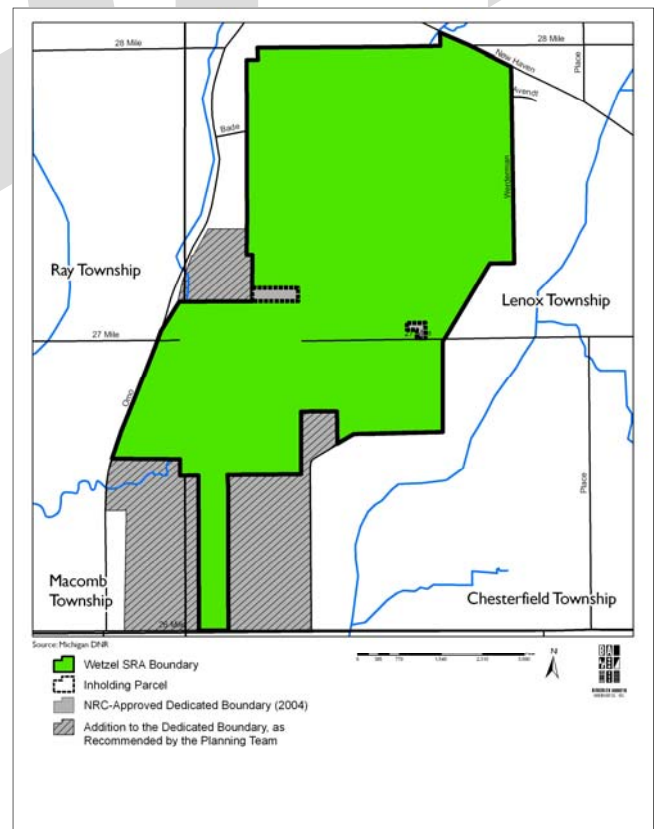 28 Mile
28 Mile
New Haven
Place
Avendt
Bade
Werderman
Ray Township
Lenox Township
27 Mile
Omo
Place
Macomb
Township
Chesterfield Township
26 Mile
Source: Michigan DNR
N
Wetzel SRA Boundary
Inholding Parcel
NRC-Approved Dedicated Boundary (2004)
Addition to the Dedicated Boundary, as
Recommended by the Planning Team